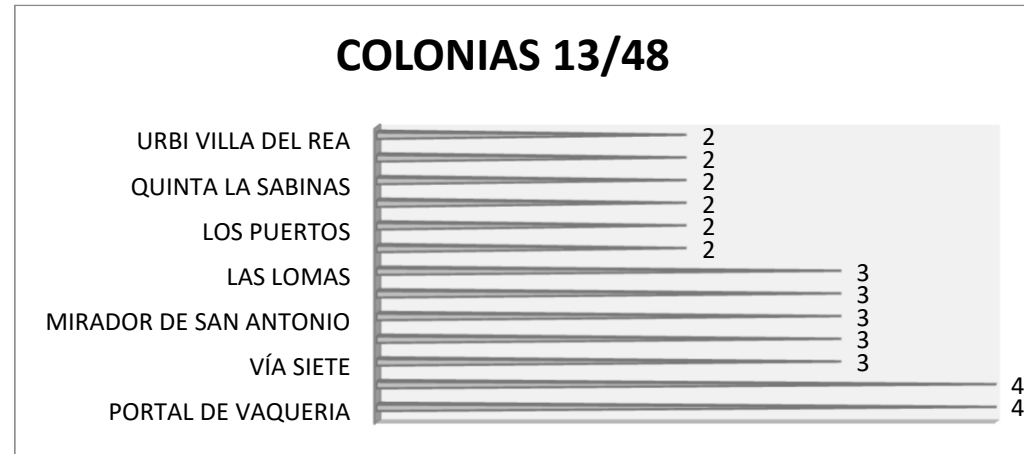 COLONIAS 13/48
URBI VILLA DEL REA 2
2
QUINTA LA SABINAS 2
2
LOS PUERTOS 2
2
LAS LOMAS 3
3
MIRADOR DE SAN ANTONIO 3
3
VÍA SIETE 3
4
PORTAL DE VAQUERIA 4